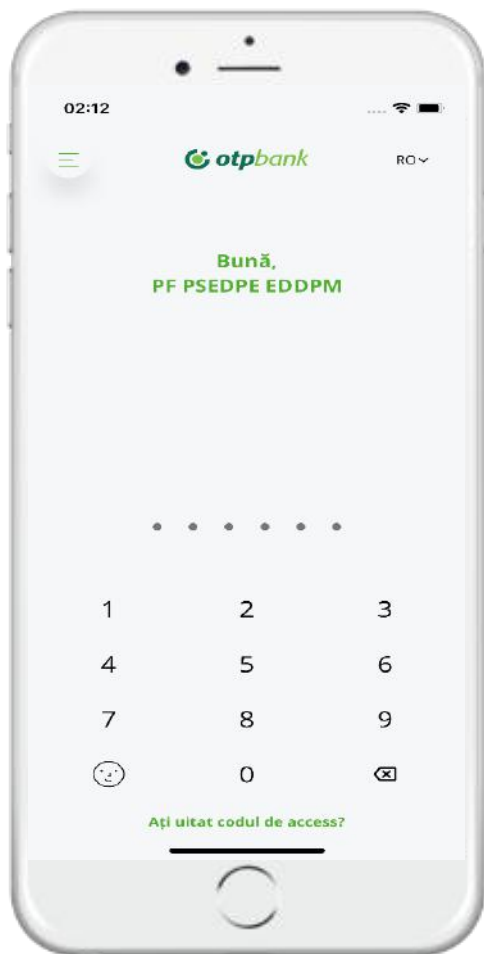 02:12
otpbank
RO
Bună,
PF PSEDPE EDDPM
1 2 3
4 5 6
7 8 9
0
Ați uitat codul de access?